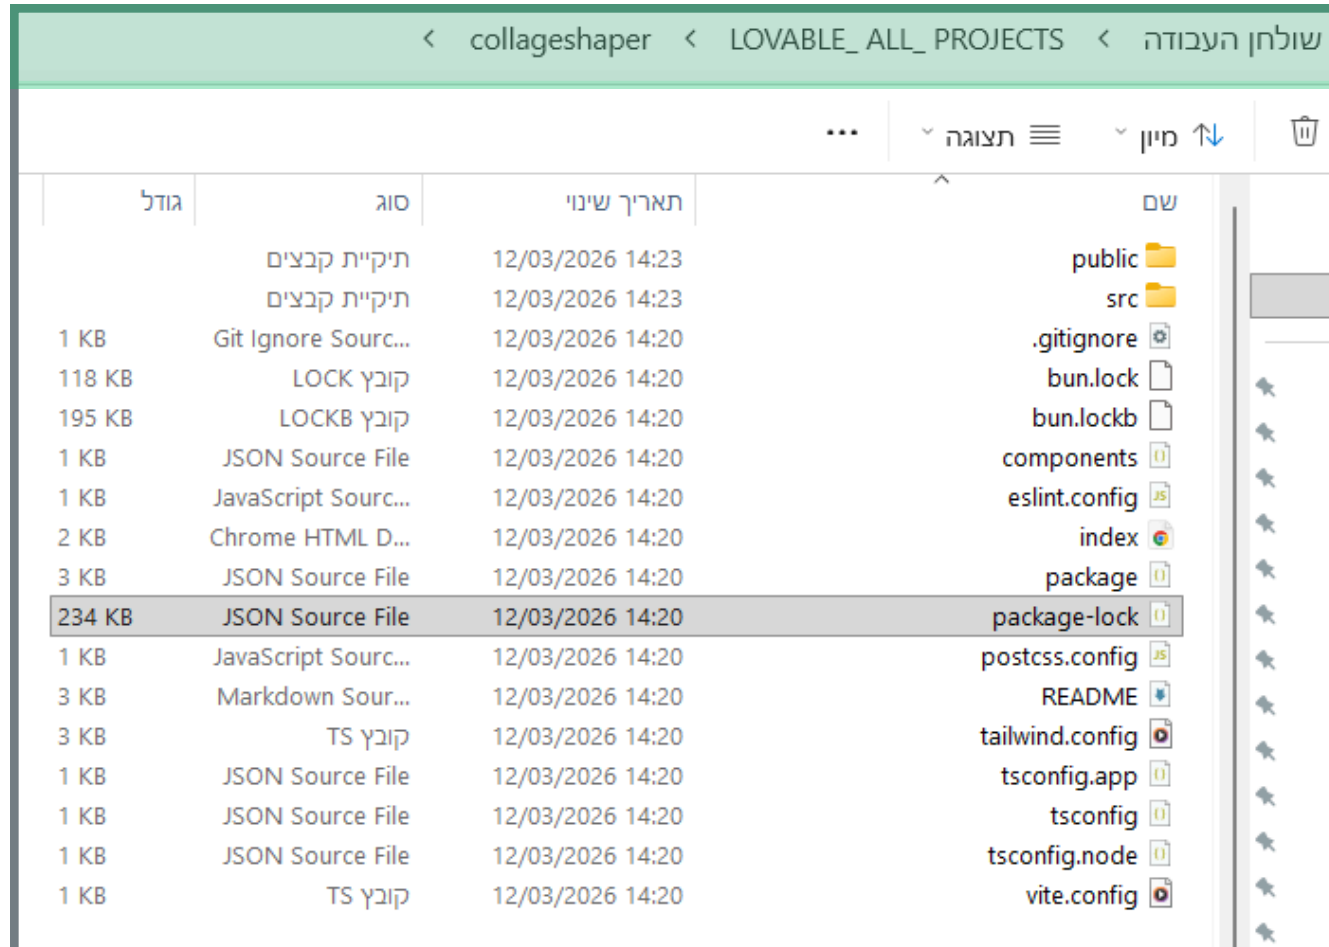 שולחן העבודה > LOVABLE_ ALL_ PROJECTS > collageshaper >
מיון תצוגה ...
שם תאריך שינוי סוג גודל
public 12/03/2026 14:23 תיקיית קבצים
src 12/03/2026 14:23 תיקיית קבצים
.gitignore 12/03/2026 14:20 Git Ignore Sourc... 1 KB
bun.lock 12/03/2026 14:20 קובץ LOCK 118 KB
bun.lockb 12/03/2026 14:20 קובץ LOCKB 195 KB
components 12/03/2026 14:20 JSON Source File 1 KB
eslint.config 12/03/2026 14:20 JavaScript Sourc... 1 KB
index 12/03/2026 14:20 Chrome HTML D... 2 KB
package 12/03/2026 14:20 JSON Source File 3 KB
package-lock 12/03/2026 14:20 JSON Source File 234 KB
postcss.config 12/03/2026 14:20 JavaScript Sourc... 1 KB
README 12/03/2026 14:20 Markdown Sour... 3 KB
tailwind.config 12/03/2026 14:20 קובץ TS 3 KB
tsconfig.app 12/03/2026 14:20 JSON Source File 1 KB
tsconfig 12/03/2026 14:20 JSON Source File 1 KB
tsconfig.node 12/03/2026 14:20 JSON Source File 1 KB
vite.config 12/03/2026 14:20 קובץ TS 1 KB